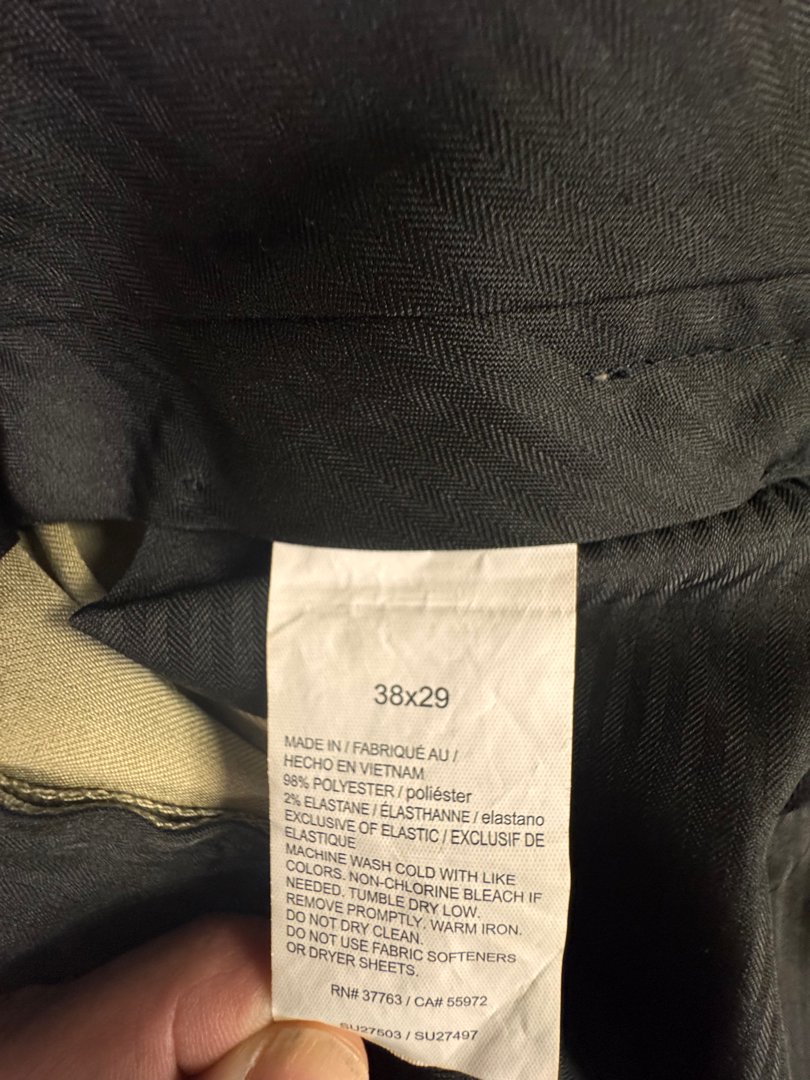 38x29
MADE IN / FABRIQUÉ AU /
HECHO EN VIETNAM
98% POLYESTER / poliéster
2% ELASTANE / ÉLASTHANNE / elastano
EXCLUSIVE OF ELASTIC / EXCLUSIF DE
ELASTIQUE
MACHINE WASH COLD WITH LIKE
COLORS. NON-CHLORINE BLEACH IF
NEEDED. TUMBLE DRY LOW.
REMOVE PROMPTLY. WARM IRON.
DO NOT DRY CLEAN.
DO NOT USE FABRIC SOFTENERS
OR DRYER SHEETS.
RN# 37763 / CA# 55972
SU27503 / SU27497